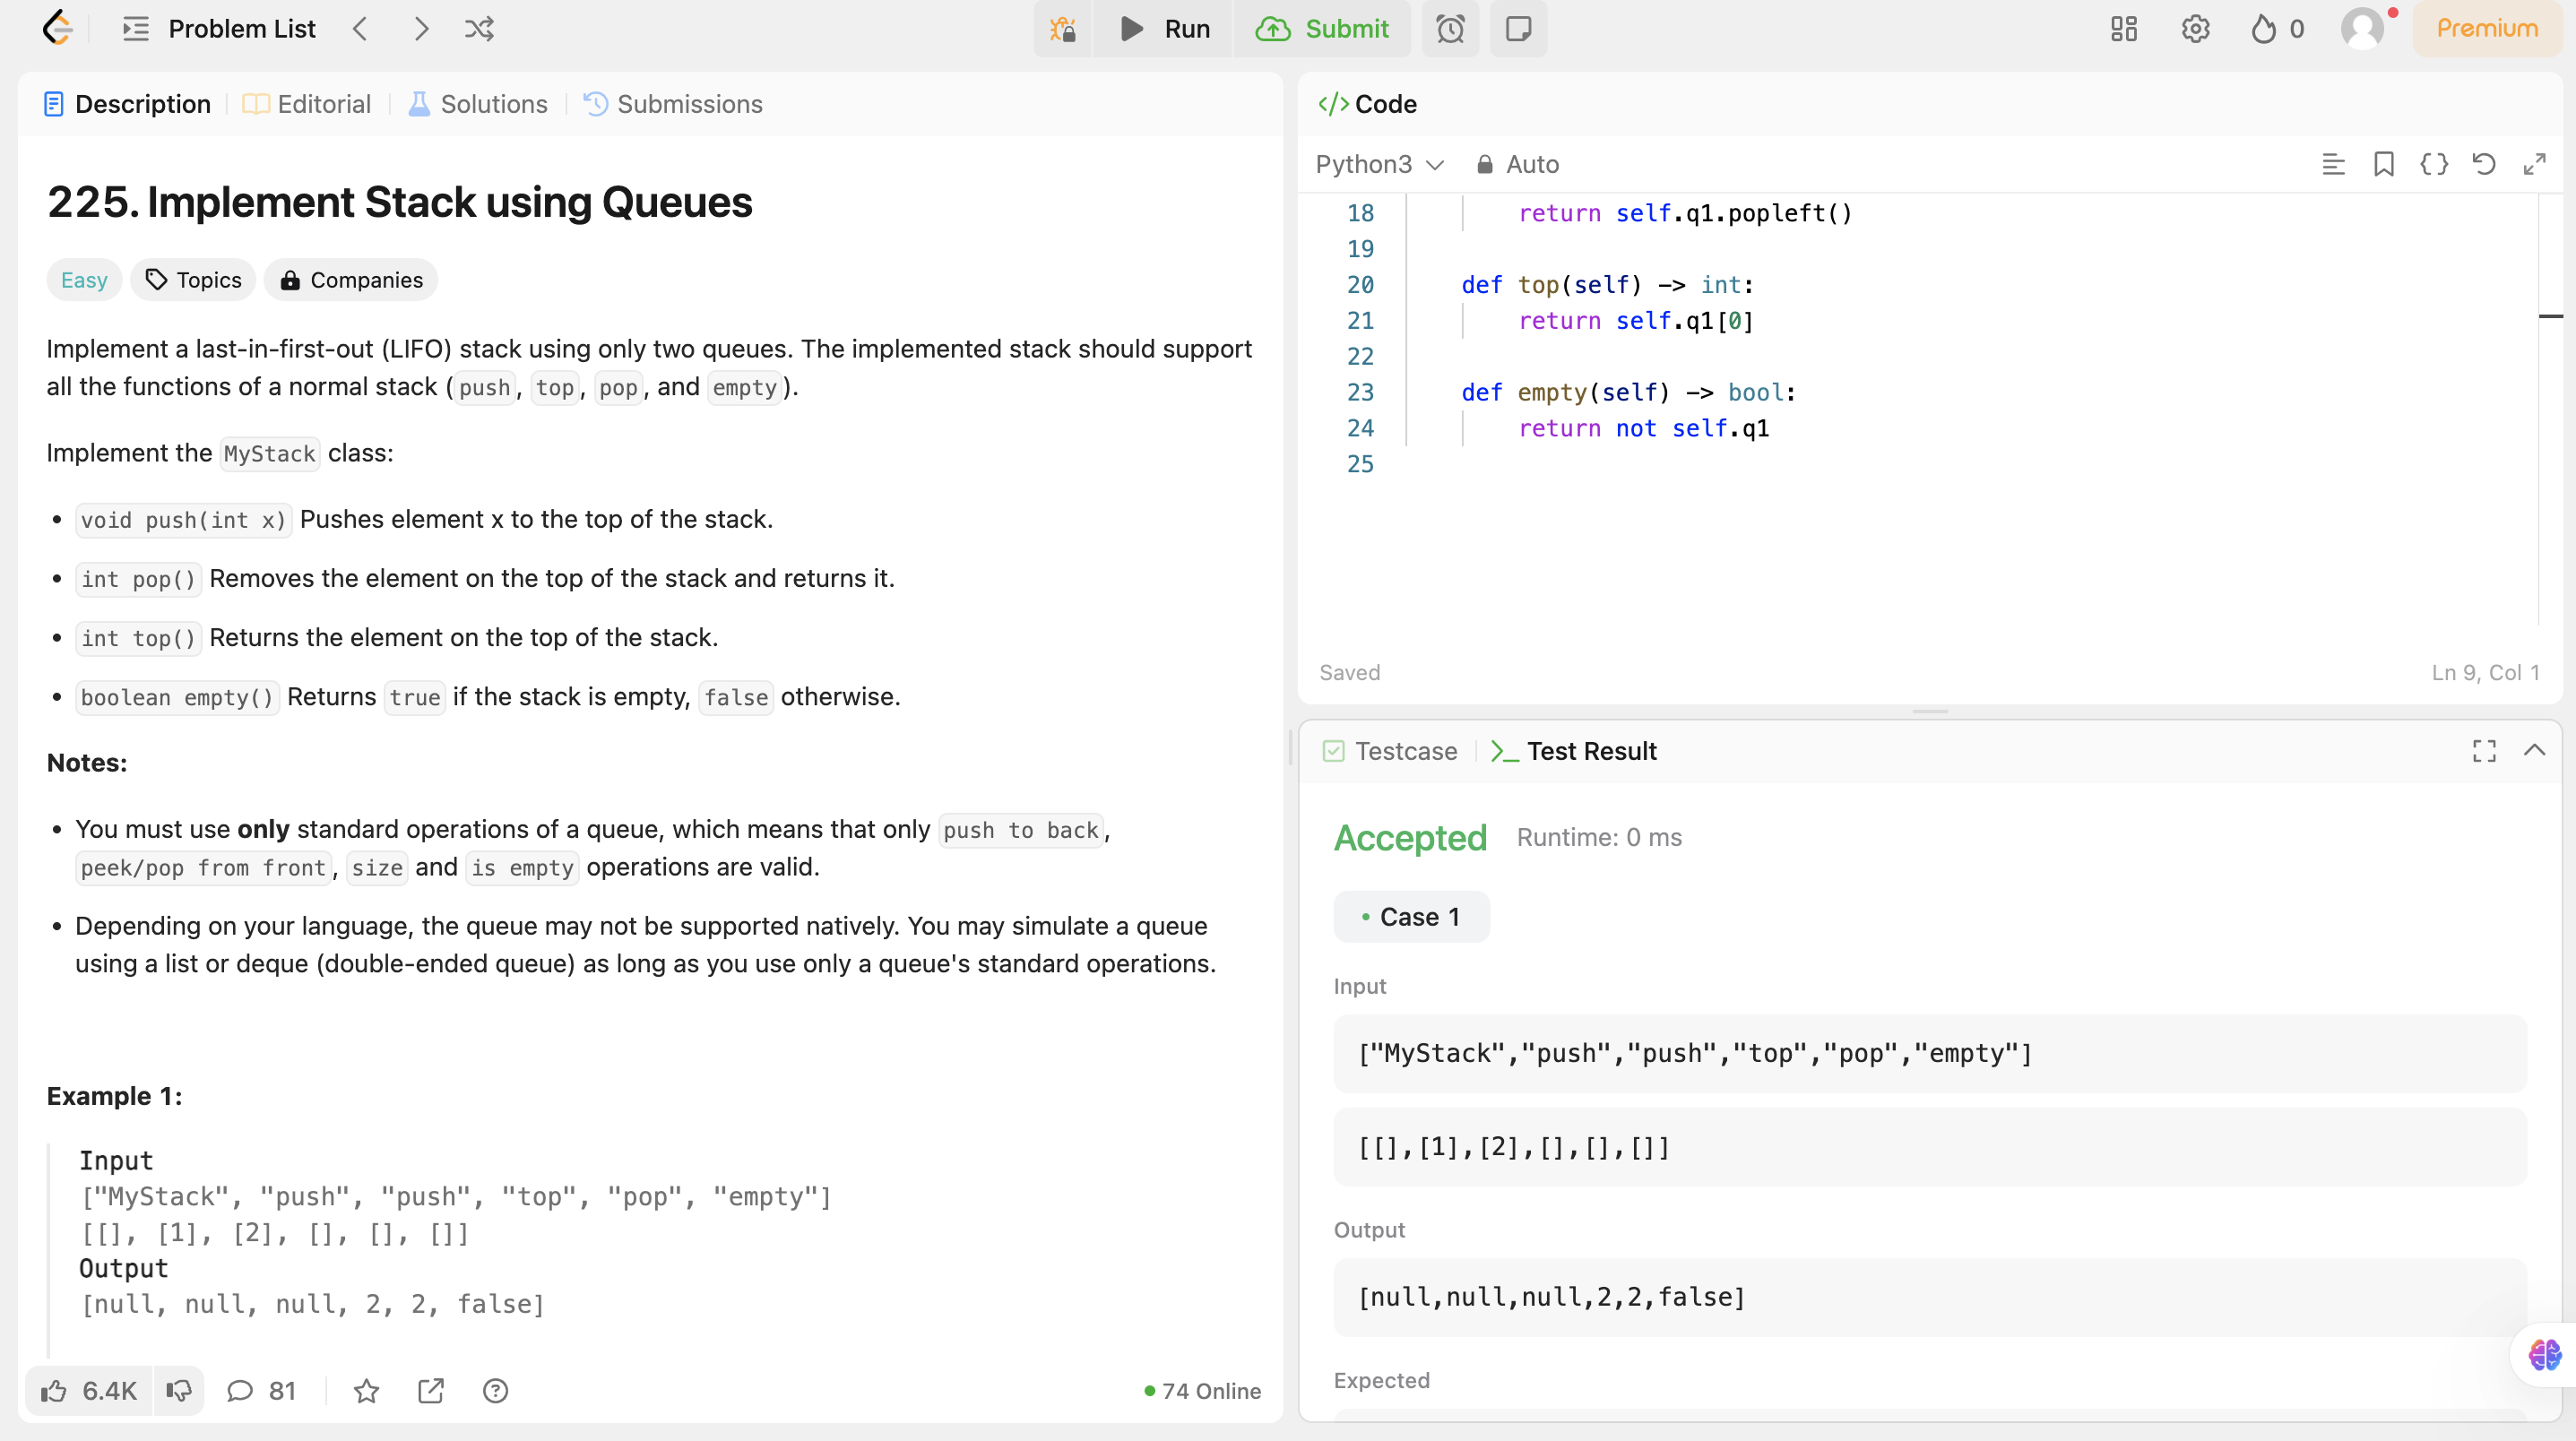 Problem List
Run
Submit
0
Premium
Description
Editorial
Solutions
Submissions
225. Implement Stack using Queues
Easy
Topics
Companies
Implement a last-in-first-out (LIFO) stack using only two queues. The implemented stack should support
all the functions of a normal stack (push, top, pop, and empty).
Implement the MyStack class:
• void push(int x) Pushes element x to the top of the stack.
• int pop() Removes the element on the top of the stack and returns it.
• int top() Returns the element on the top of the stack.
• boolean empty() Returns true if the stack is empty, false otherwise.
Notes:
• You must use only standard operations of a queue, which means that only push to back,
peek/pop from front, size and is empty operations are valid.
• Depending on your language, the queue may not be supported natively. You may simulate a queue
using a list or deque (double-ended queue) as long as you use only a queue's standard operations.
Example 1:
Input
["MyStack", "push", "push", "top", "pop", "empty"]
[[], [1], [2], [], [], []]
Output
[null, null, null, 2, 2, false]
6.4K
81
74 Online
</> Code
Python3
Auto
18 return self.q1.popleft()
19
20 def top(self) -> int:
21 return self.q1[0]
22
23 def empty(self) -> bool:
24 return not self.q1
25
Saved
Ln 9, Col 1
Testcase
>_ Test Result
Accepted
Runtime: 0 ms
• Case 1
Input
["MyStack","push","push","top","pop","empty"]
[[],[1],[2],[],[],[]]
Output
[null,null,null,2,2,false]
Expected